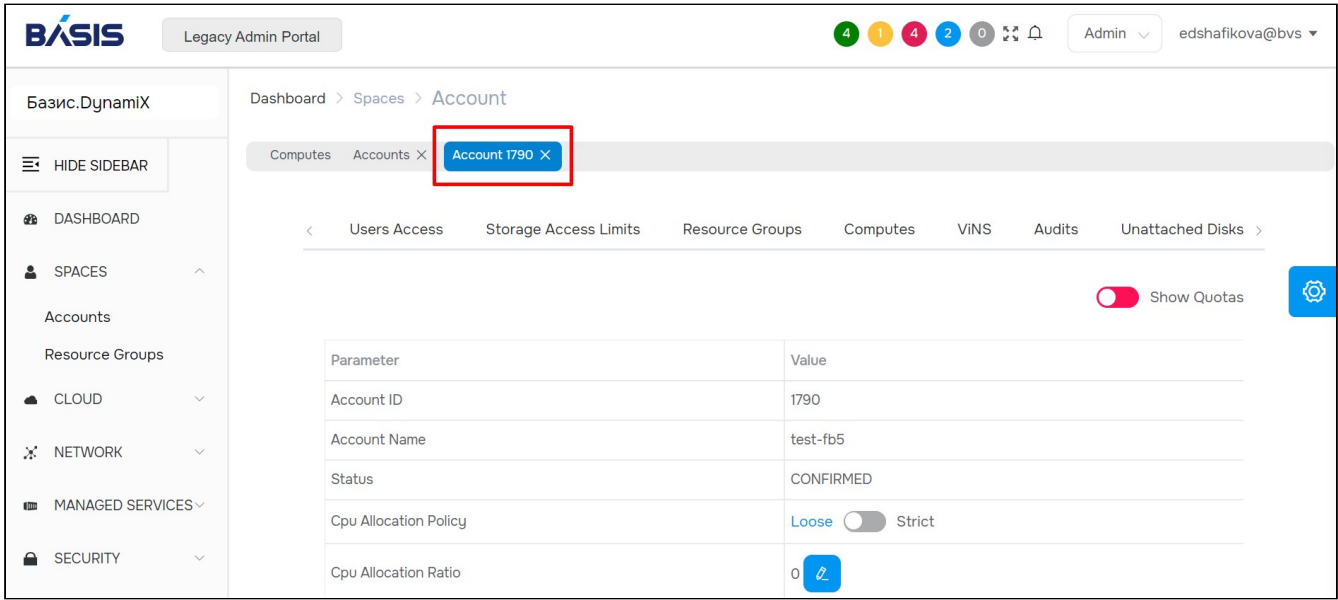 BASIS
Legacy Admin Portal
4 1 4 2 0
Admin
edshafikova@bvs
Базис.DynamiX
Dashboard > Spaces > Account
HIDE SIDEBAR
Computes Accounts × Account 1790 ×
DASHBOARD
< Users Access Storage Access Limits Resource Groups Computes ViNS Audits Unattached Disks >
SPACES
Show Quotas
Accounts
Resource Groups
Parameter Value
Account ID 1790
CLOUD
Account Name test-fb5
NETWORK
Status CONFIRMED
MANAGED SERVICES
Cpu Allocation Policy Loose Strict
SECURITY
Cpu Allocation Ratio 0